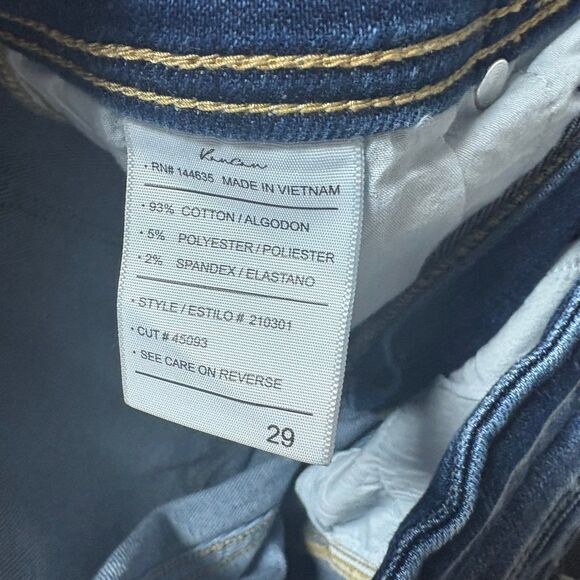 KanCan
• RN# 144635 MADE IN VIETNAM
• 93% COTTON / ALGODON
• 5% POLYESTER / POLIESTER
• 2% SPANDEX / ELASTANO
• STYLE / ESTILO # 210301
• CUT # 45093
• SEE CARE ON REVERSE
29